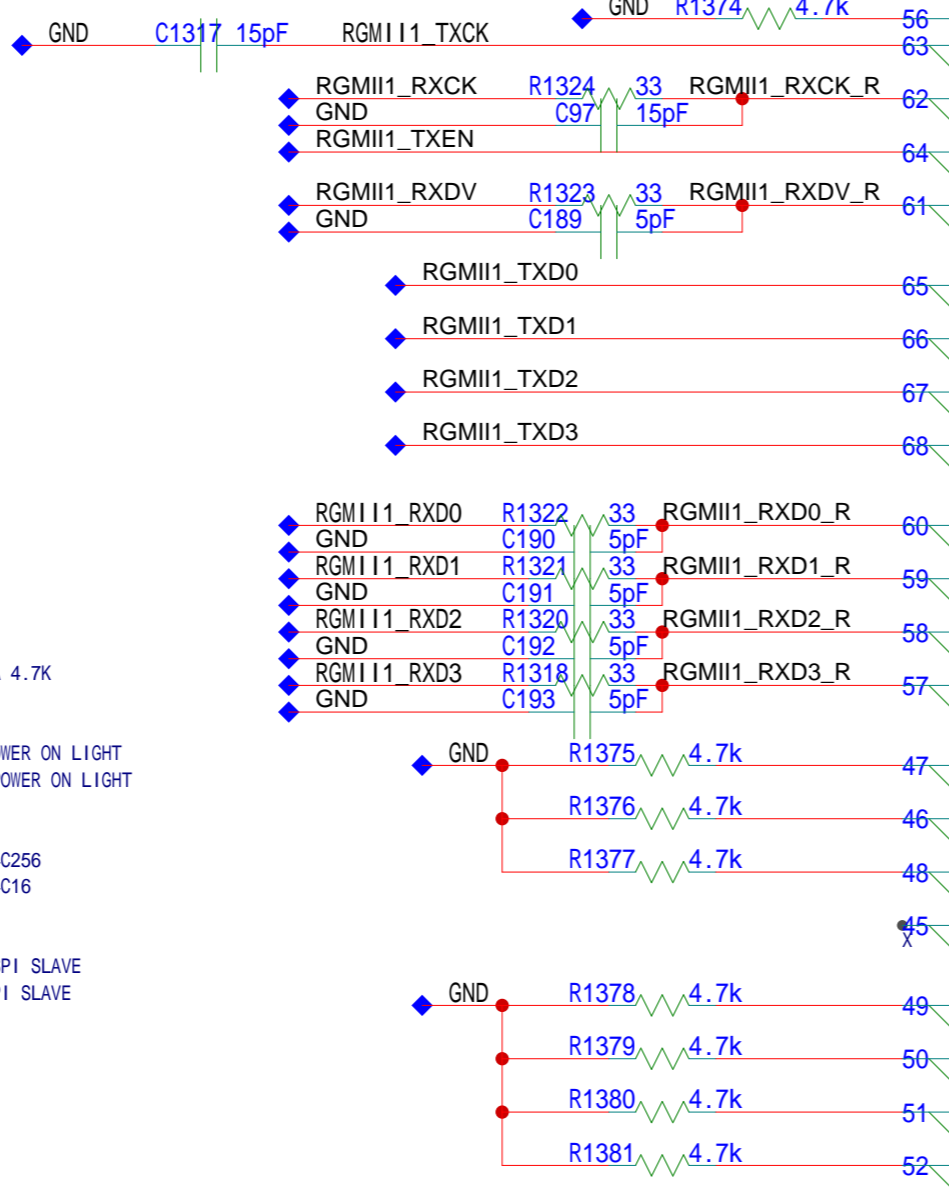 GND R1374 4.7k 56
GND C1317 15pF RGMII1_TXCK 63
RGMII1_RXCK R1324 33 RGMII1_RXCK_R 62
GND C97 15pF
RGMII1_TXEN 64
RGMII1_RXDV R1323 33 RGMII1_RXDV_R 61
GND C189 5pF
RGMII1_TXD0 65
RGMII1_TXD1 66
RGMII1_TXD2 67
RGMII1_TXD3 68
RGMII1_RXD0 R1322 33 RGMII1_RXD0_R 60
GND C190 5pF
RGMII1_RXD1 R1321 33 RGMII1_RXD1_R 59
GND C191 5pF
RGMII1_RXD2 R1320 33 RGMII1_RXD2_R 58
GND C192 5pF
4.7K RGMII1_RXD3 R1318 33 RGMII1_RXD3_R 57
GND C193 5pF
OWER ON LIGHT GND R1375 4.7k 47
POWER ON LIGHT
R1376 4.7k 46
C256 R1377 4.7k 48
C16
45
X
PI SLAVE
PI SLAVE GND R1378 4.7k 49
R1379 4.7k 50
R1380 4.7k 51
R1381 4.7k 52